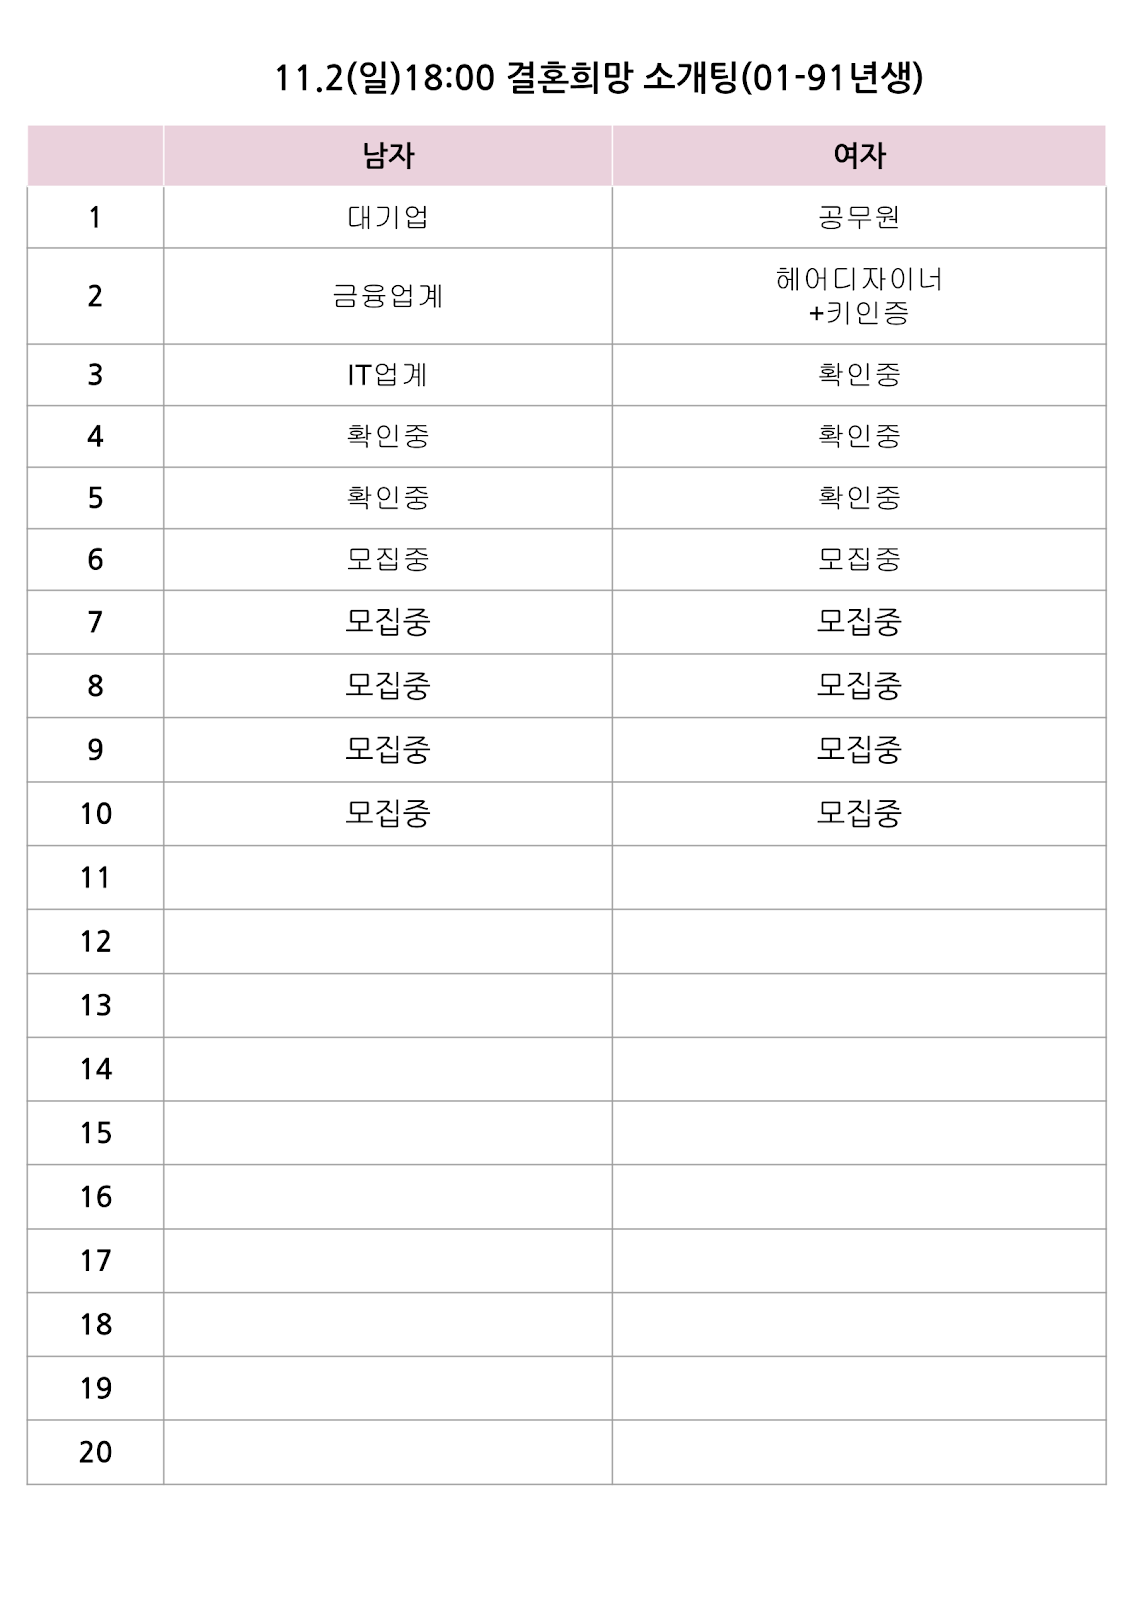 11.2(일)18:00 결혼희망 소개팅(01-91년생)
남자 여자
1 대기업 공무원
2 금융업계 헤어디자이너
+키인증
3 IT업계 확인중
4 확인중 확인중
5 확인중 확인중
6 모집중 모집중
7 모집중 모집중
8 모집중 모집중
9 모집중 모집중
10 모집중 모집중
11
12
13
14
15
16
17
18
19
20